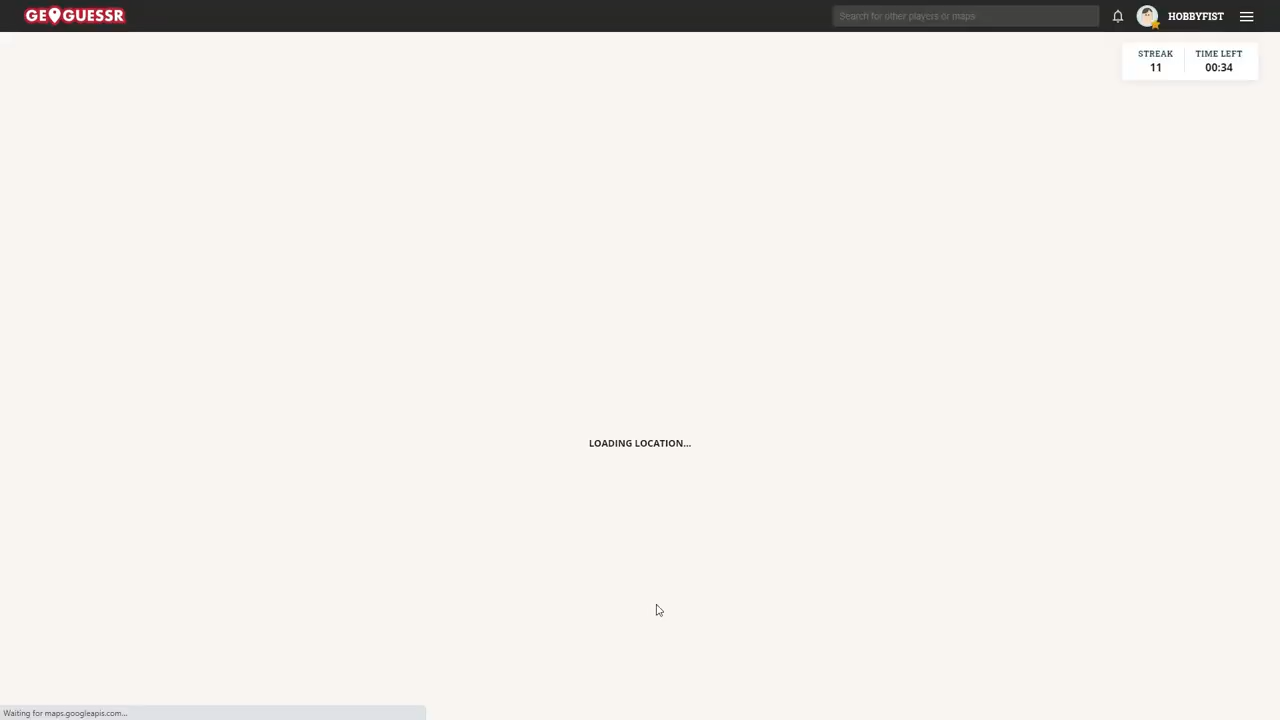 GEOGUESSR
Search for other players or maps
HOBBYFIST
STREAK
11
TIME LEFT
00:34
LOADING LOCATION...
Waiting for maps.googleapis.com...